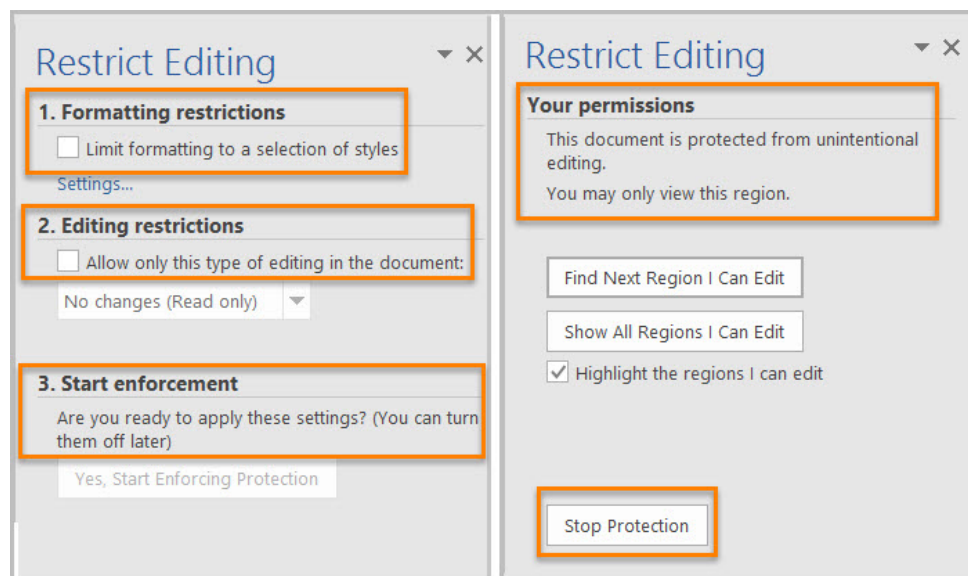 Restrict Editing
1. Formatting restrictions
Limit formatting to a selection of styles
Settings...
2. Editing restrictions
Allow only this type of editing in the document:
No changes (Read only)
3. Start enforcement
Are you ready to apply these settings? (You can turn
them off later)
Yes, Start Enforcing Protection
Restrict Editing
Your permissions
This document is protected from unintentional
editing.
You may only view this region.
Find Next Region I Can Edit
Show All Regions I Can Edit
Highlight the regions I can edit
Stop Protection